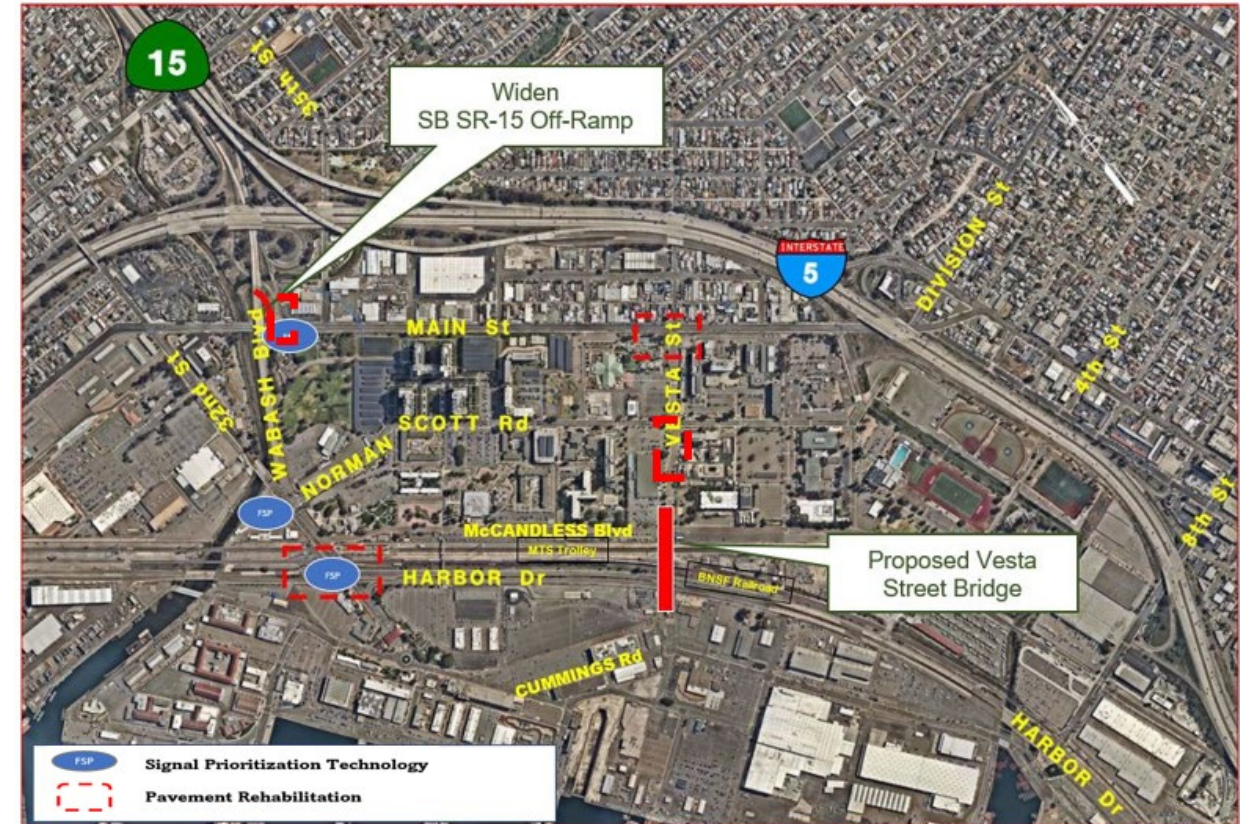 15
35th St
Widen
SB SR-15 Off-Ramp
INTERSTATE
5
DIVISION St
MAIN St
VESTA St
4th St
WABASH Blvd
32nd St
SCOTT Rd
NORMAN
8th St
FSP
McCANDLESS Blvd
MTS Trolley
FSP
HARBOR Dr
BNSF Railroad
Proposed Vesta
Street Bridge
CUMMINGS Rd
HARBOR Dr
FSP
Signal Prioritization Technology
Pavement Rehabilitation